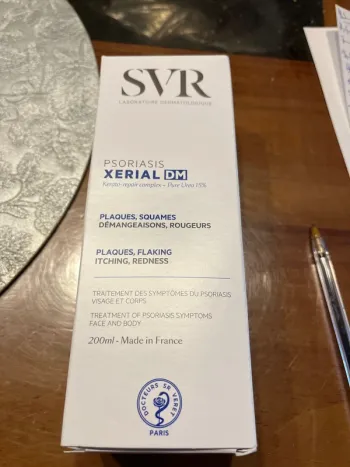 SVR
LABORATOIRE DERMATOLOGIQUE
PSORIASIS
XERIAL DM
Kerato-repair complex - Pure Urea 15%
PLAQUES, SQUAMES
DÉMANGEAISONS, ROUGEURS
PLAQUES, FLAKING
ITCHING, REDNESS
TRAITEMENT DES SYMPTÔMES DU PSORIASIS
VISAGE ET CORPS
TREATMENT OF PSORIASIS SYMPTOMS
FACE AND BODY
200ml - Made in France
DOCTEURS SR VERET
PARIS